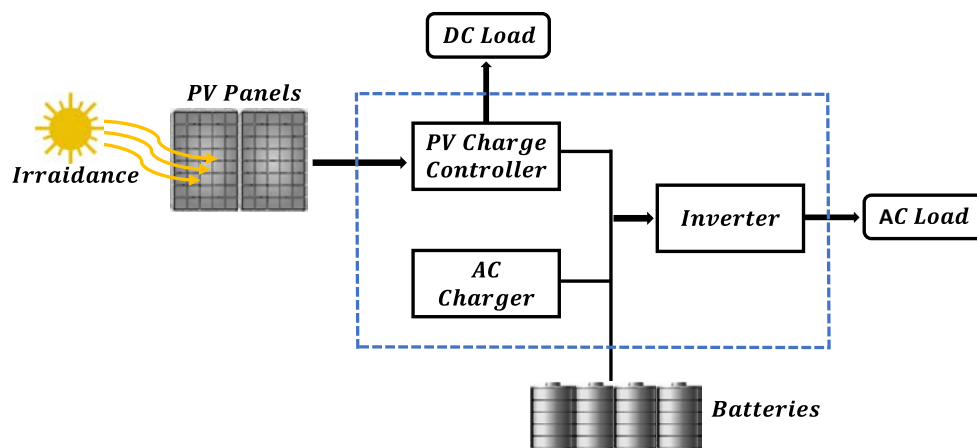 DC Load
PV Panels
Irraidance
PV Charge
Controller
Inverter
AC Load
AC
Charger
Batteries